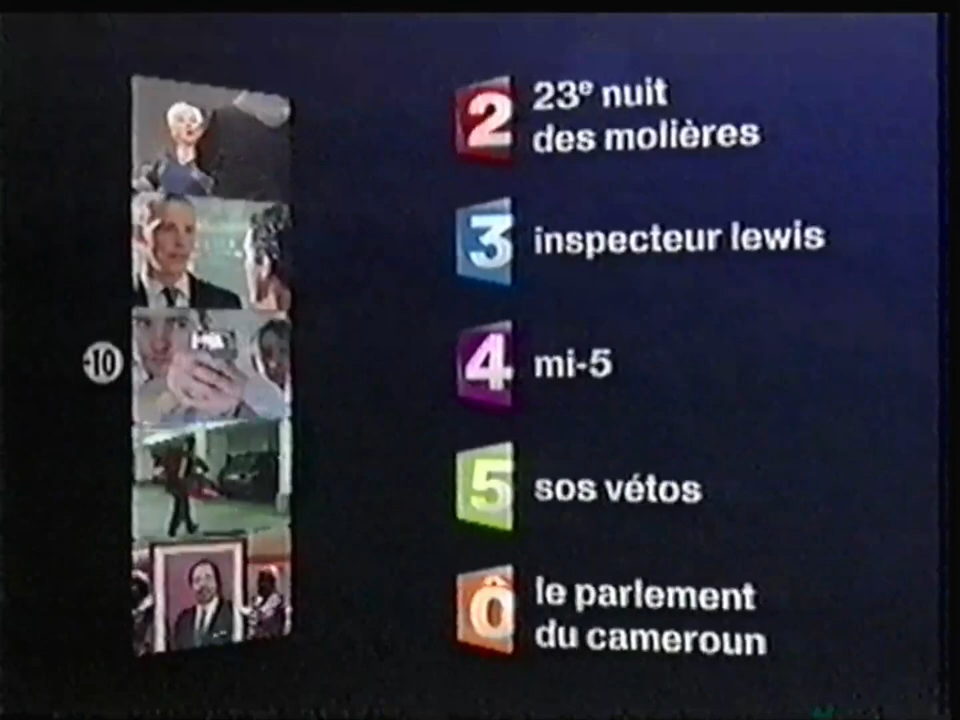 2 23e nuit
des molières
3 inspecteur lewis
-10
4 mi-5
5 sos vétos
ô le parlement
du cameroun